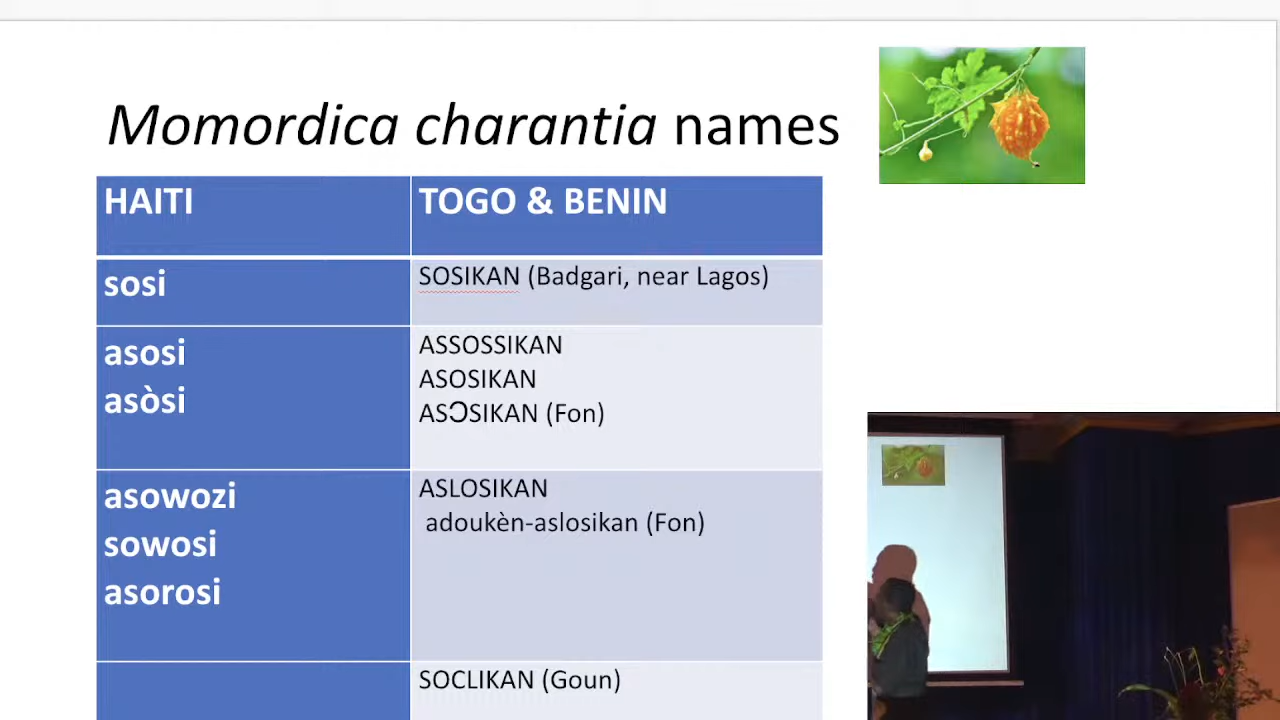 Momordica charantia names
HAITI
TOGO & BENIN
sosi
SOSIKAN (Badgari, near Lagos)
asosi
asòsi
ASSOSSIKAN
ASOSIKAN
ASƆSIKAN (Fon)
asowozi
sowosi
asorosi
ASLOSIKAN
adoukèn-aslosikan (Fon)
SOCLIKAN (Goun)